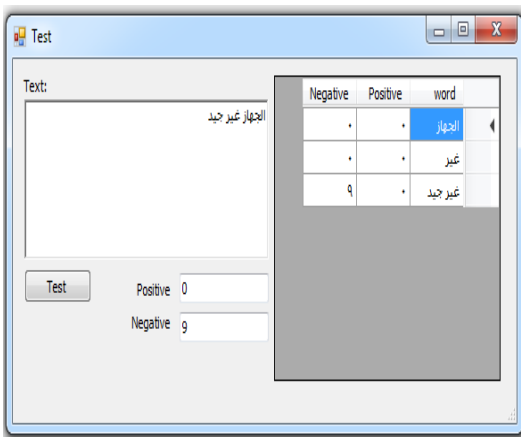 Test
Text:
الجهاز غير جيد
Test
Positive 0
Negative 9
Negative Positive word
٠ ٠ الجهاز
٠ ٠ غير
٩ ٠ غير جيد